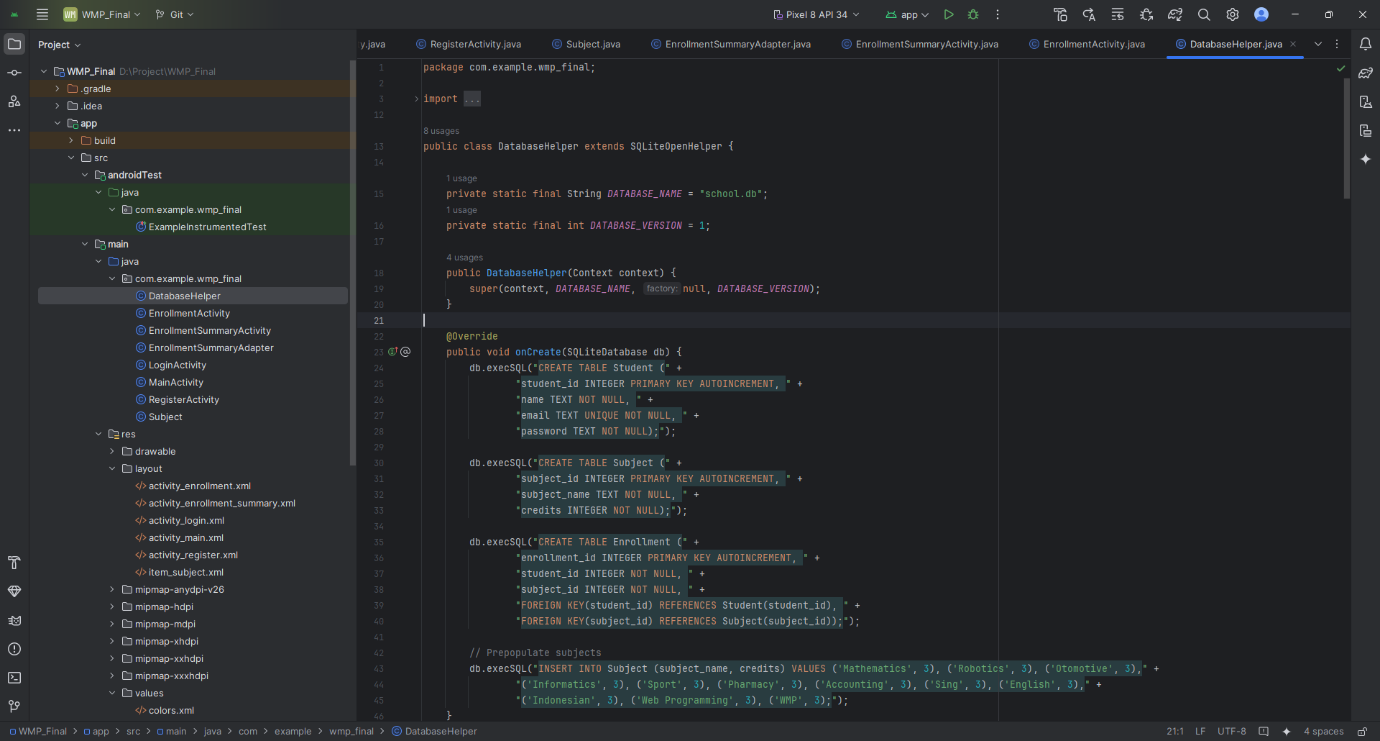 WM WMP_Final Git Pixel 8 API 34 app
Project
y.java RegisterActivity.java Subject.java EnrollmentSummaryAdapter.java EnrollmentSummaryActivity.java EnrollmentActivity.java DatabaseHelper.java
WMP_Final D:\Project\WMP_Final
.gradle
.idea
app
build
src
androidTest
java
com.example.wmp_final
ExampleInstrumentedTest
main
java
com.example.wmp_final
DatabaseHelper
EnrollmentActivity
EnrollmentSummaryActivity
EnrollmentSummaryAdapter
LoginActivity
MainActivity
RegisterActivity
Subject
res
drawable
layout
activity_enrollment.xml
activity_enrollment_summary.xml
activity_login.xml
activity_main.xml
activity_register.xml
item_subject.xml
mipmap-anydpi-v26
mipmap-hdpi
mipmap-mdpi
mipmap-xhdpi
mipmap-xxhdpi
mipmap-xxxhdpi
values
colors.xml
1 package com.example.wmp_final;
2
3 import ...
12
8 usages
13 public class DatabaseHelper extends SQLiteOpenHelper {
14
1 usage
15 private static final String DATABASE_NAME = "school.db";
1 usage
16 private static final int DATABASE_VERSION = 1;
17
4 usages
18 public DatabaseHelper(Context context) {
19 super(context, DATABASE_NAME, factory: null, DATABASE_VERSION);
20 }
21
22 @Override
23 public void onCreate(SQLiteDatabase db) {
24 db.execSQL("CREATE TABLE Student (" +
25 "student_id INTEGER PRIMARY KEY AUTOINCREMENT, " +
26 "name TEXT NOT NULL, " +
27 "email TEXT UNIQUE NOT NULL, " +
28 "password TEXT NOT NULL);");
29
30 db.execSQL("CREATE TABLE Subject (" +
31 "subject_id INTEGER PRIMARY KEY AUTOINCREMENT, " +
32 "subject_name TEXT NOT NULL, " +
33 "credits INTEGER NOT NULL);");
34
35 db.execSQL("CREATE TABLE Enrollment (" +
36 "enrollment_id INTEGER PRIMARY KEY AUTOINCREMENT, " +
37 "student_id INTEGER NOT NULL, " +
38 "subject_id INTEGER NOT NULL, " +
39 "FOREIGN KEY(student_id) REFERENCES Student(student_id), " +
40 "FOREIGN KEY(subject_id) REFERENCES Subject(subject_id));");
41
42 // Prepopulate subjects
43 db.execSQL("INSERT INTO Subject (subject_name, credits) VALUES ('Mathematics', 3), ('Robotics', 3), ('Otomotive', 3)," +
44 "('Informatics', 3), ('Sport', 3), ('Pharmacy', 3), ('Accounting', 3), ('Sing', 3), ('English', 3)," +
45 "('Indonesian', 3), ('Web Programming', 3), ('WMP', 3);");
46 }
WMP_Final > app > src > main > java > com > example > wmp_final > DatabaseHelper 21:1 LF UTF-8 4 spaces